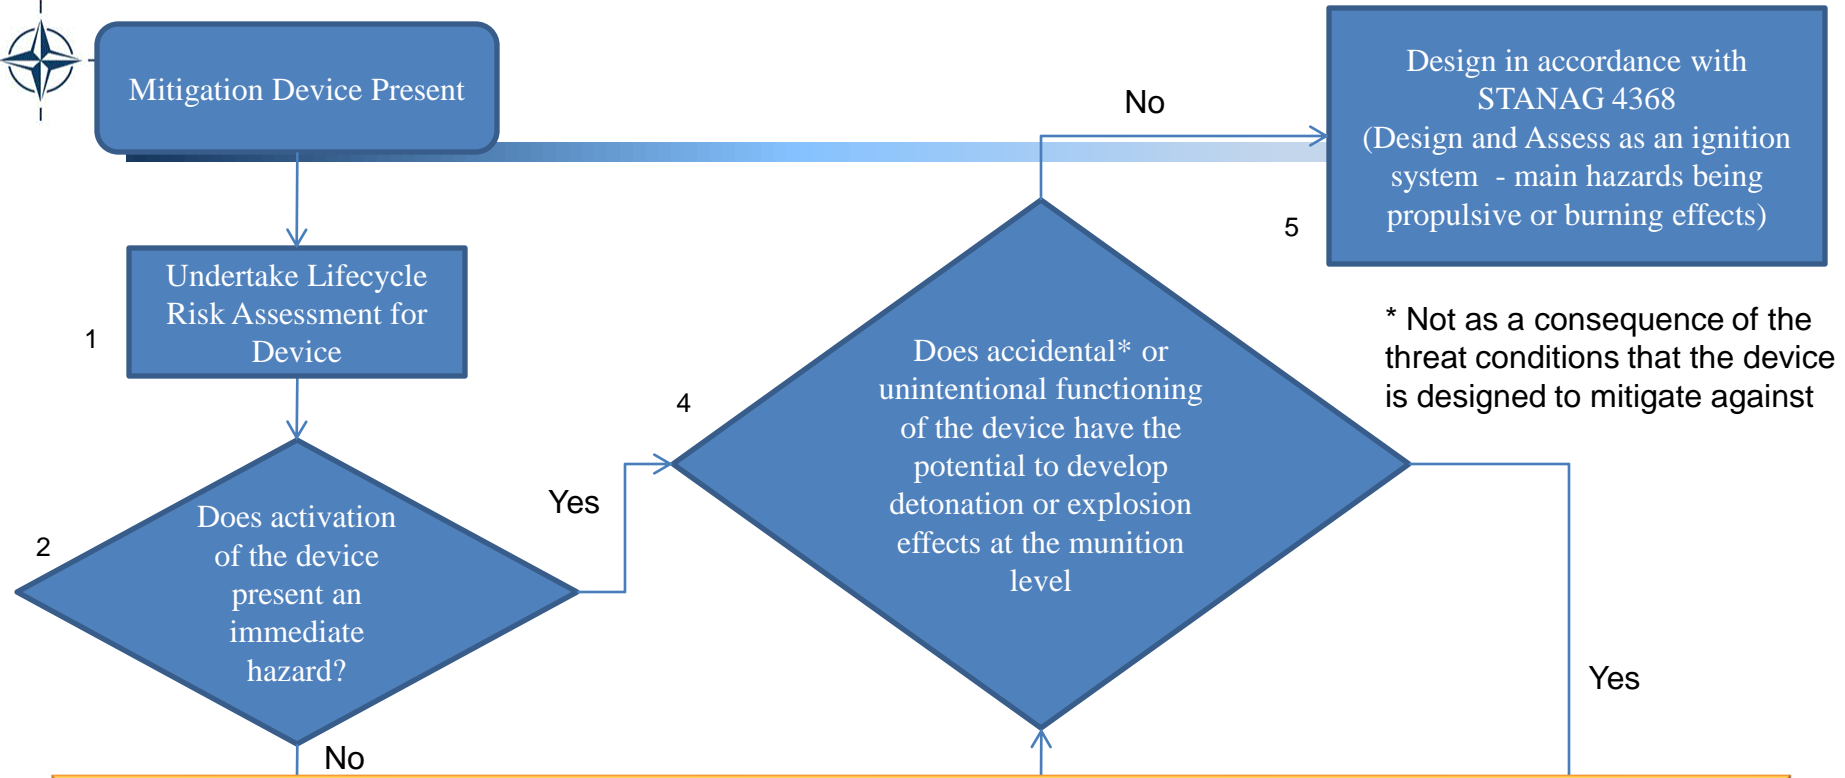 Mitigation Device Present
1
Undertake Lifecycle
Risk Assessment for
Device
2
Does activation
of the device
present an
immediate
hazard?
Yes
No
4
Does accidental* or
unintentional functioning
of the device have the
potential to develop
detonation or explosion
effects at the munition
level
No
Yes
5
Design in accordance with
STANAG 4368
(Design and Assess as an ignition
system - main hazards being
propulsive or burning effects)
* Not as a consequence of the
threat conditions that the device
is designed to mitigate against